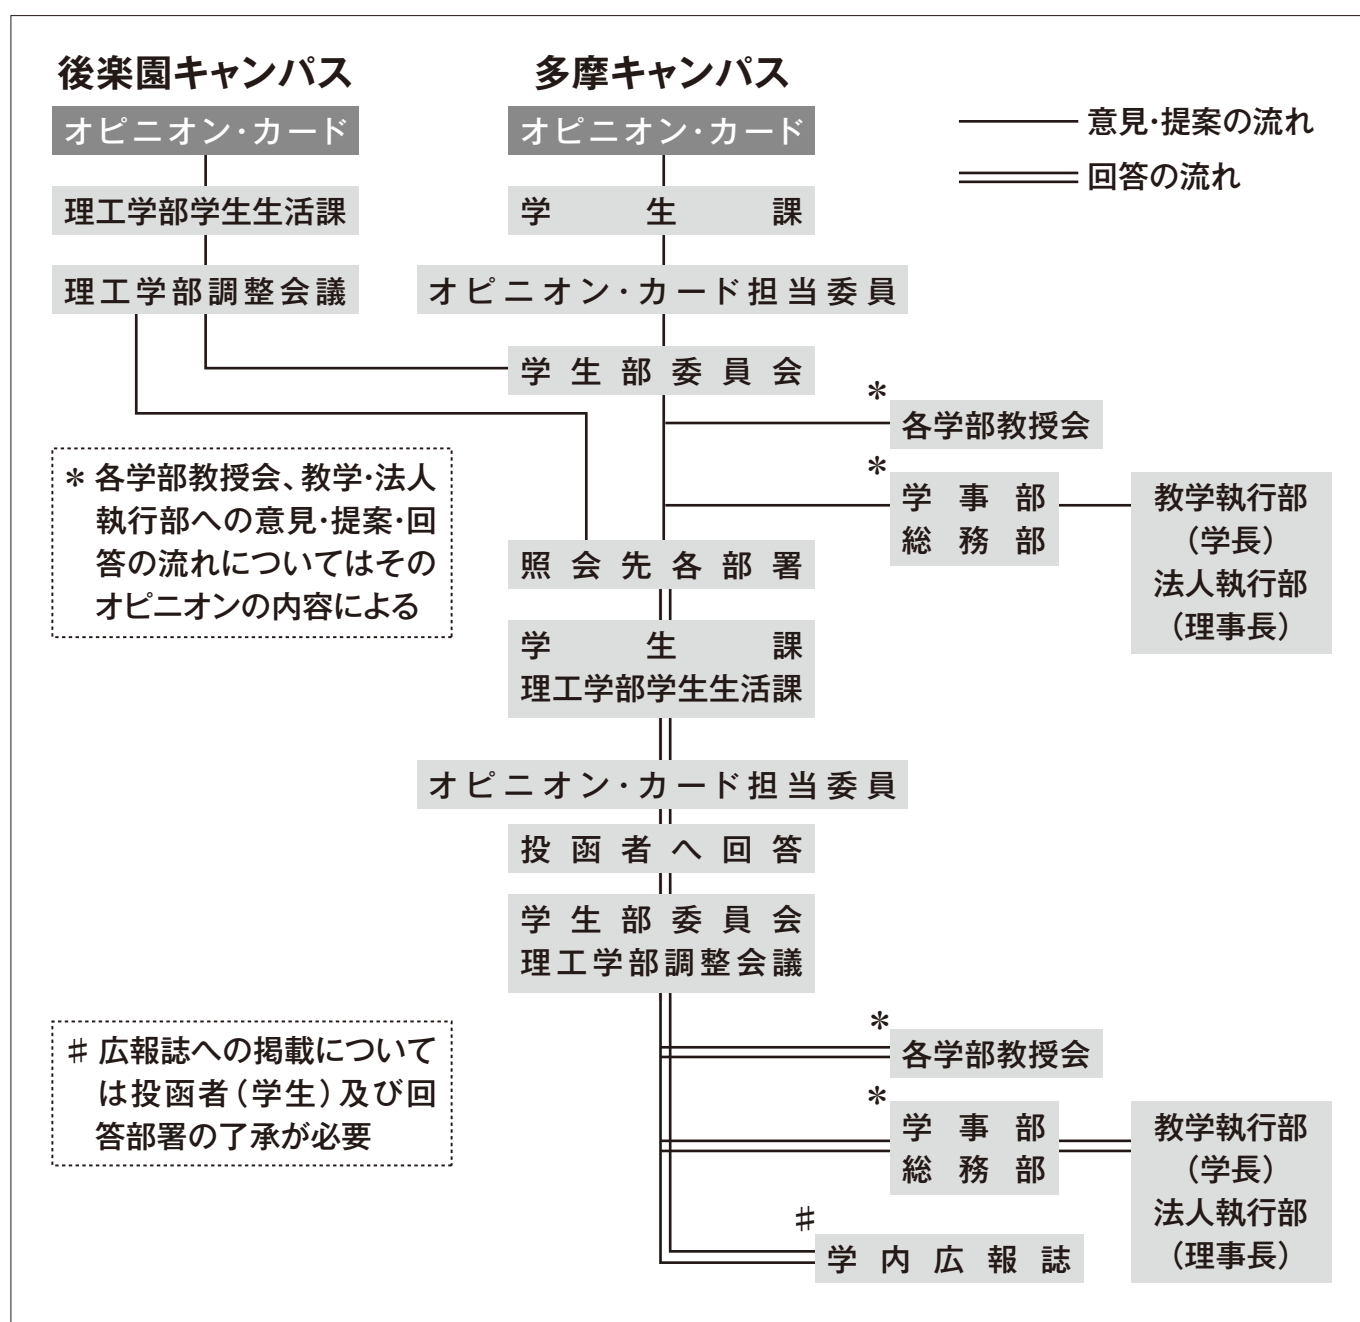 後楽園キャンパス
多摩キャンパス
オピニオン・カード
オピニオン・カード
意見・提案の流れ
回答の流れ
理工学部学生生活課
学生課
理工学部調整会議
オピニオン・カード担当委員
学生部委員会
*
各学部教授会
*
学事部
総務部
教学執行部
(学長)
法人執行部
(理事長)
* 各学部教授会、教学・法人
執行部への意見・提案・回
答の流れについてはその
オピニオンの内容による
照会先各部署
学生課
理工学部学生生活課
オピニオン・カード担当委員
投函者へ回答
学生部委員会
理工学部調整会議
♯ 広報誌への掲載について
は投函者(学生)及び回
答部署の了承が必要
*
各学部教授会
*
学事部
総務部
教学執行部
(学長)
法人執行部
(理事長)
♯
学内広報誌